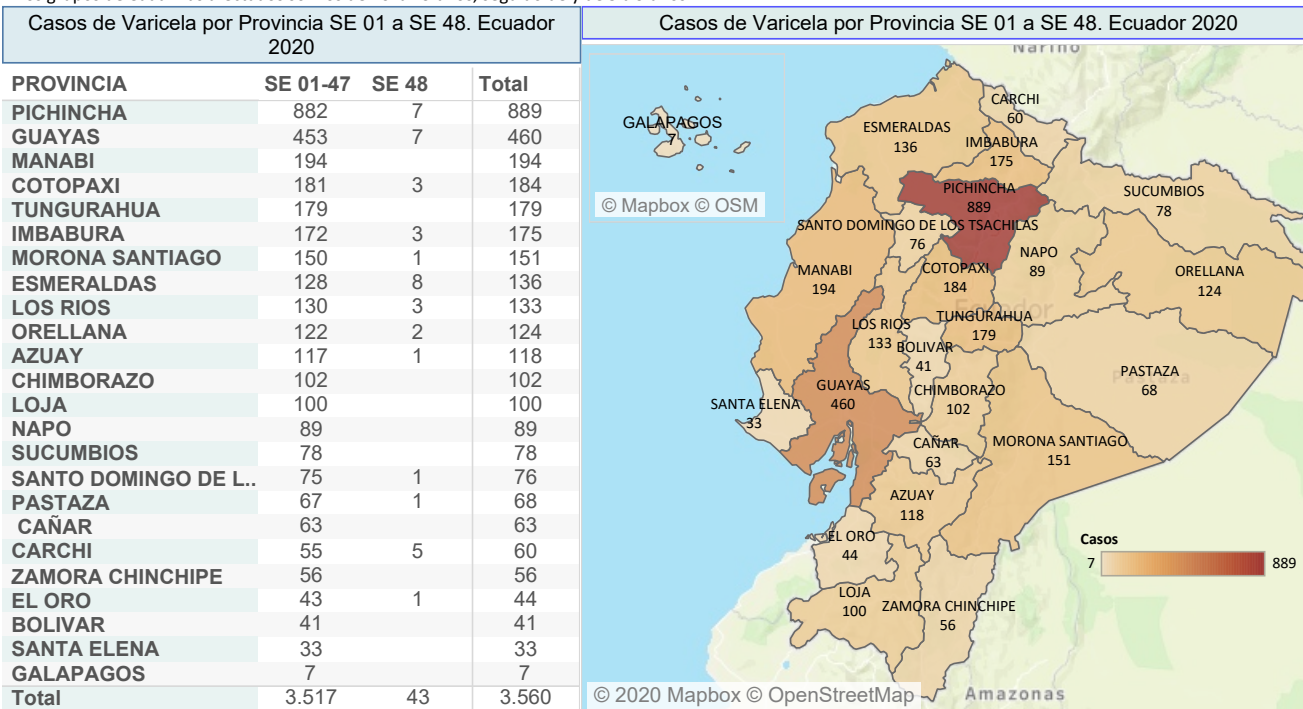 Casos de Varicela por Provincia SE 01 a SE 48. Ecuador
2020
PROVINCIA SE 01-47 SE 48 Total
PICHINCHA 882 7 889
GUAYAS 453 7 460
MANABI 194 194
COTOPAXI 181 3 184
TUNGURAHUA 179 179
IMBABURA 172 3 175
MORONA SANTIAGO 150 1 151
ESMERALDAS 128 8 136
LOS RIOS 130 3 133
ORELLANA 122 2 124
AZUAY 117 1 118
CHIMBORAZO 102 102
LOJA 100 100
NAPO 89 89
SUCUMBIOS 78 78
SANTO DOMINGO DE L.. 75 1 76
PASTAZA 67 1 68
CAÑAR 63 63
CARCHI 55 5 60
ZAMORA CHINCHIPE 56 56
EL ORO 43 1 44
BOLIVAR 41 41
SANTA ELENA 33 33
GALAPAGOS 7 7
Total 3.517 43 3.560
Casos de Varicela por Provincia SE 01 a SE 48. Ecuador 2020
Nariño
GALAPAGOS
7
© Mapbox © OSM
CARCHI
60
ESMERALDAS
136
IMBABURA
175
PICHINCHA
889
SUCUMBIOS
78
SANTO DOMINGO DE LOS TSACHILAS
76
NAPO
89
MANABI
194
COTOPAXI
184
ORELLANA
124
Ecuador
LOS RIOS
133
TUNGURAHUA
179
BOLIVAR
41
PASTAZA
68
Pastaza
GUAYAS
460
CHIMBORAZO
102
SANTA ELENA
33
CAÑAR
63
MORONA SANTIAGO
151
AZUAY
118
EL ORO
44
Casos
7 889
LOJA
100
ZAMORA CHINCHIPE
56
© 2020 Mapbox © OpenStreetMap
Amazonas